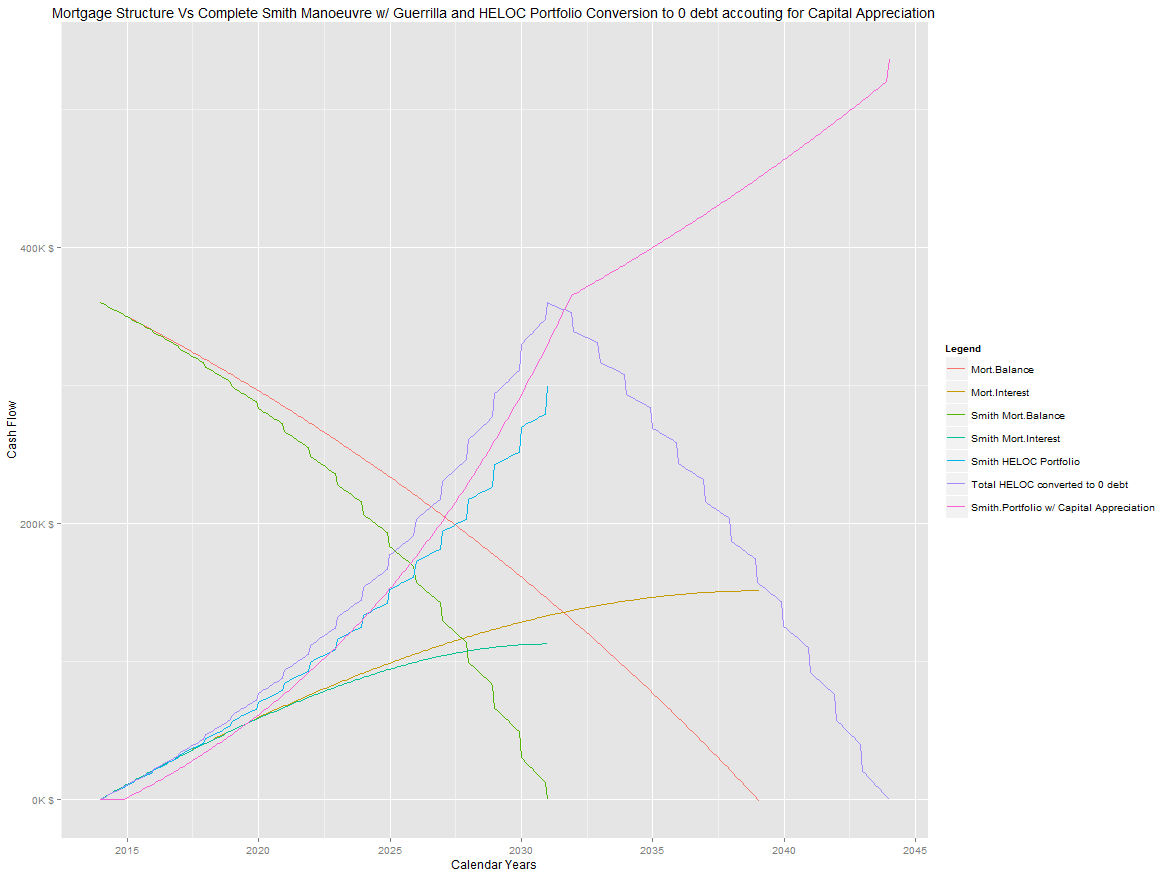 Mortgage Structure Vs Complete Smith Manoeuvre w/ Guerrilla and HELOC Portfolio Conversion to 0 debt accouting for Capital Appreciation
Cash Flow
400K $
200K $
0K $
2015 2020 2025 2030 2035 2040 2045
Calendar Years
Legend
Mort.Balance
Mort.Interest
Smith Mort.Balance
Smith Mort.Interest
Smith HELOC Portfolio
Total HELOC converted to 0 debt
Smith.Portfolio w/ Capital Appreciation